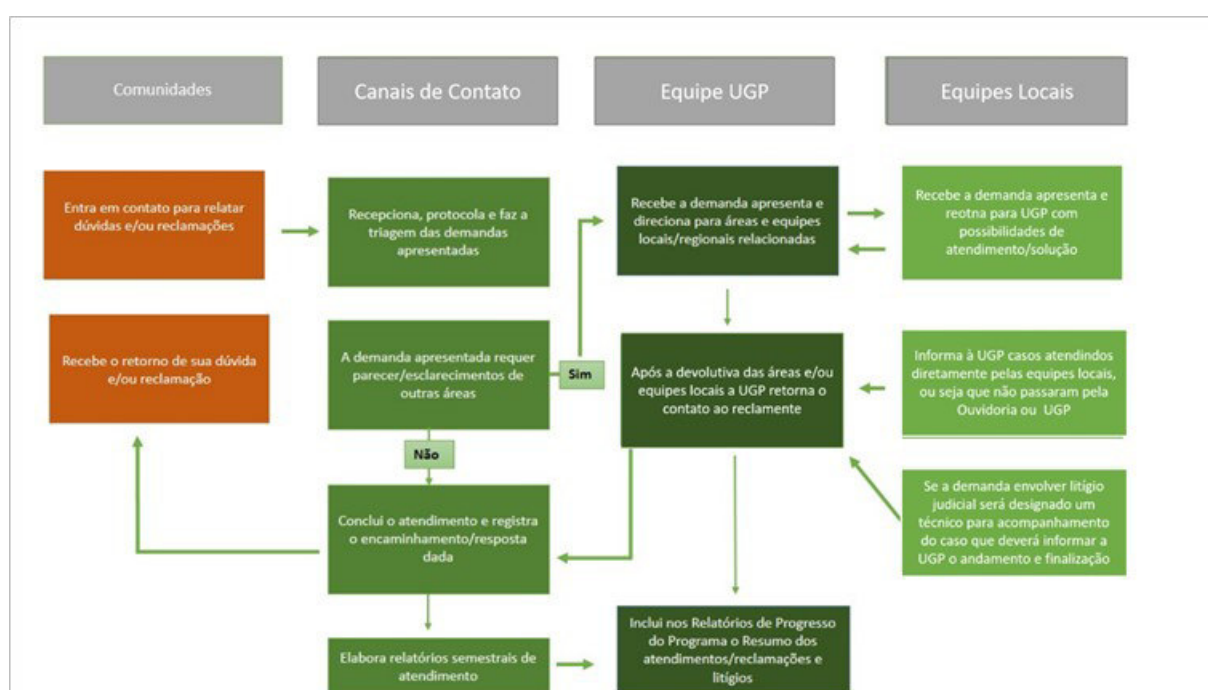 Comunidades
Canais de Contato
Equipe UGP
Equipes Locais
Entra em contato para relatar
dúvidas e/ou reclamações
Recepciona, protocola e faz a
triagem das demandas
apresentadas
Recebe a demanda apresenta e
direciona para áreas e equipes
locais/regionais relacionadas
Recebe a demanda apresenta e
reotna para UGP com
possibilidades de
atendimento/solução
Recebe o retorno de sua dúvida
e/ou reclamação
A demanda apresentada requer
parecer/esclarecimentos de
outras áreas
Sim
Após a devolutiva das áreas e/ou
equipes locais a UGP retorna o
contato ao reclamente
Informa à UGP casos atendindos
diretamente pelas equipes locais,
ou seja que não passaram pela
Ouvidoria ou UGP
Não
Conclui o atendimento e registra
o encaminhamento/resposta
dada
Se a demanda envolver litígio
judicial será designado um
técnico para acompanhamento
do caso que deverá informar a
UGP o andamento e finalização
Elabora relatórios semestrais de
atendimento
Inclui nos Relatórios de Progresso
do Programa o Resumo dos
atendimentos/reclamações e
litígios